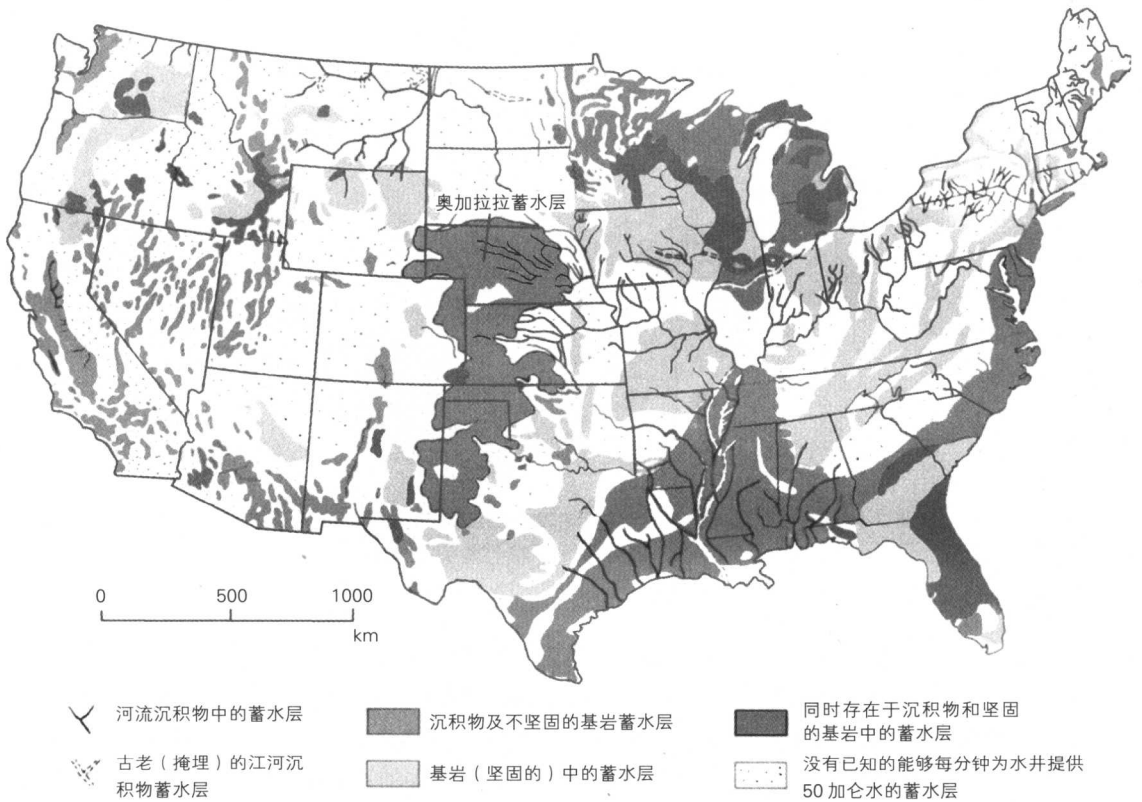 奥加拉拉蓄水层
0 500 1000
km
河流沉积物中的蓄水层
古老（掩埋）的江河沉
积物蓄水层
沉积物及不坚固的基岩蓄水层
基岩（坚固的）中的蓄水层
同时存在于沉积物和坚固
的基岩中的蓄水层
没有已知的能够每分钟为水井提供
50 加仑水的蓄水层